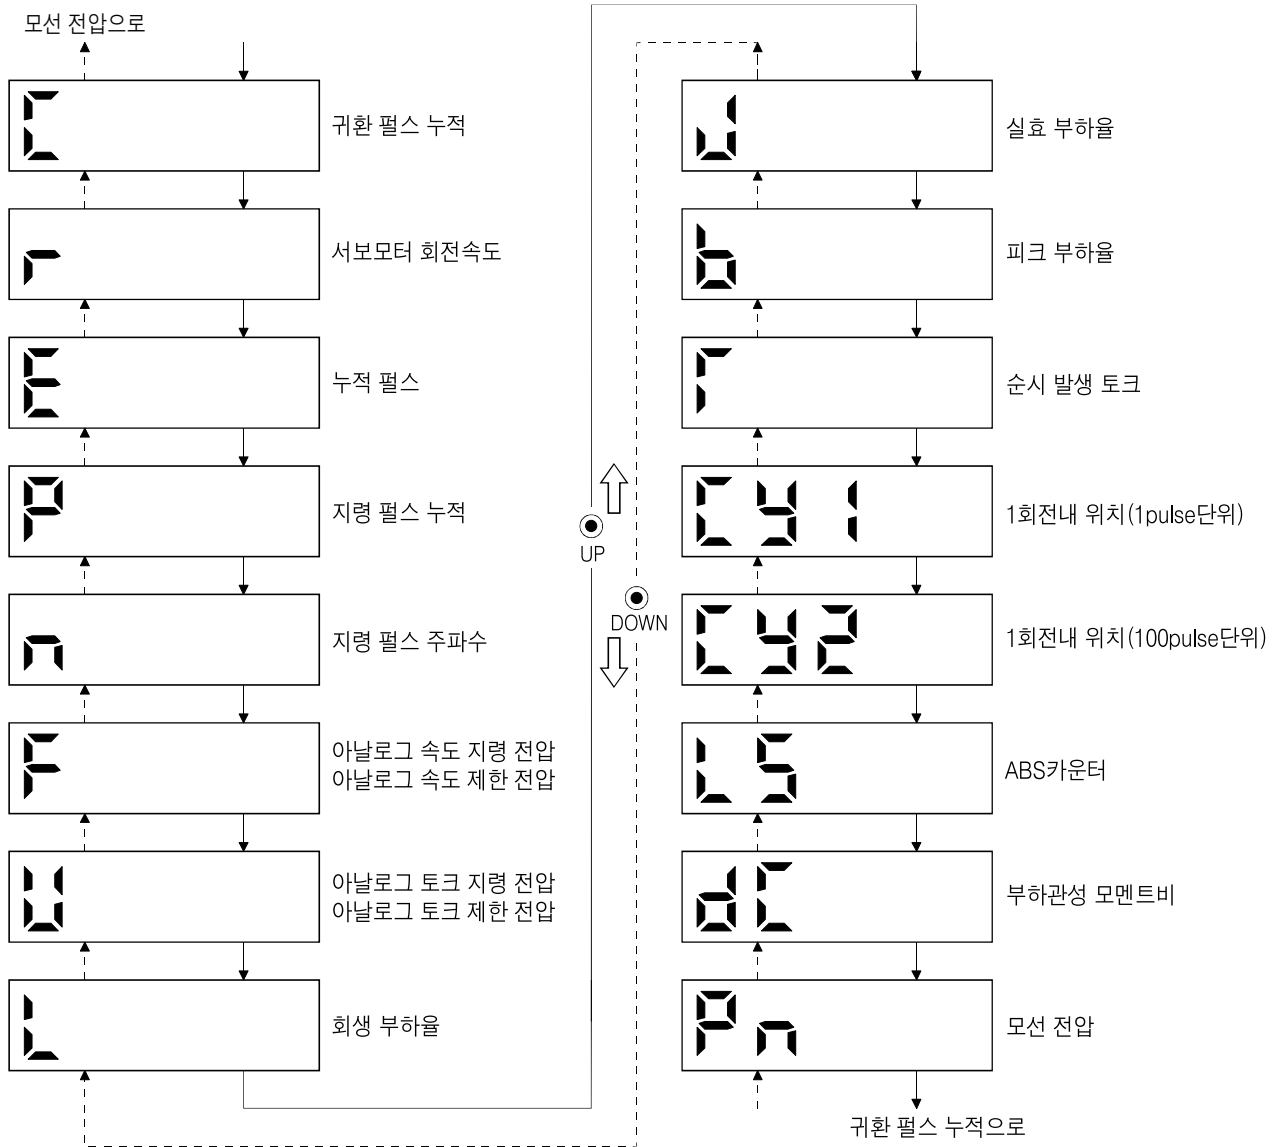 모선 전압으로
C 귀환 펄스 누적
r 서보모터 회전속도
E 누적 펄스
P 지령 펄스 누적
n 지령 펄스 주파수
F 아날로그 속도 지령 전압
아날로그 속도 제한 전압
U 아날로그 토크 지령 전압
아날로그 토크 제한 전압
L 회생 부하율
UP
DOWN
J 실효 부하율
b 피크 부하율
T 순시 발생 토크
Cy1 1회전내 위치(1pulse단위)
Cy2 1회전내 위치(100pulse단위)
LS ABS카운터
dC 부하관성 모멘트비
Pn 모선 전압
귀환 펄스 누적으로